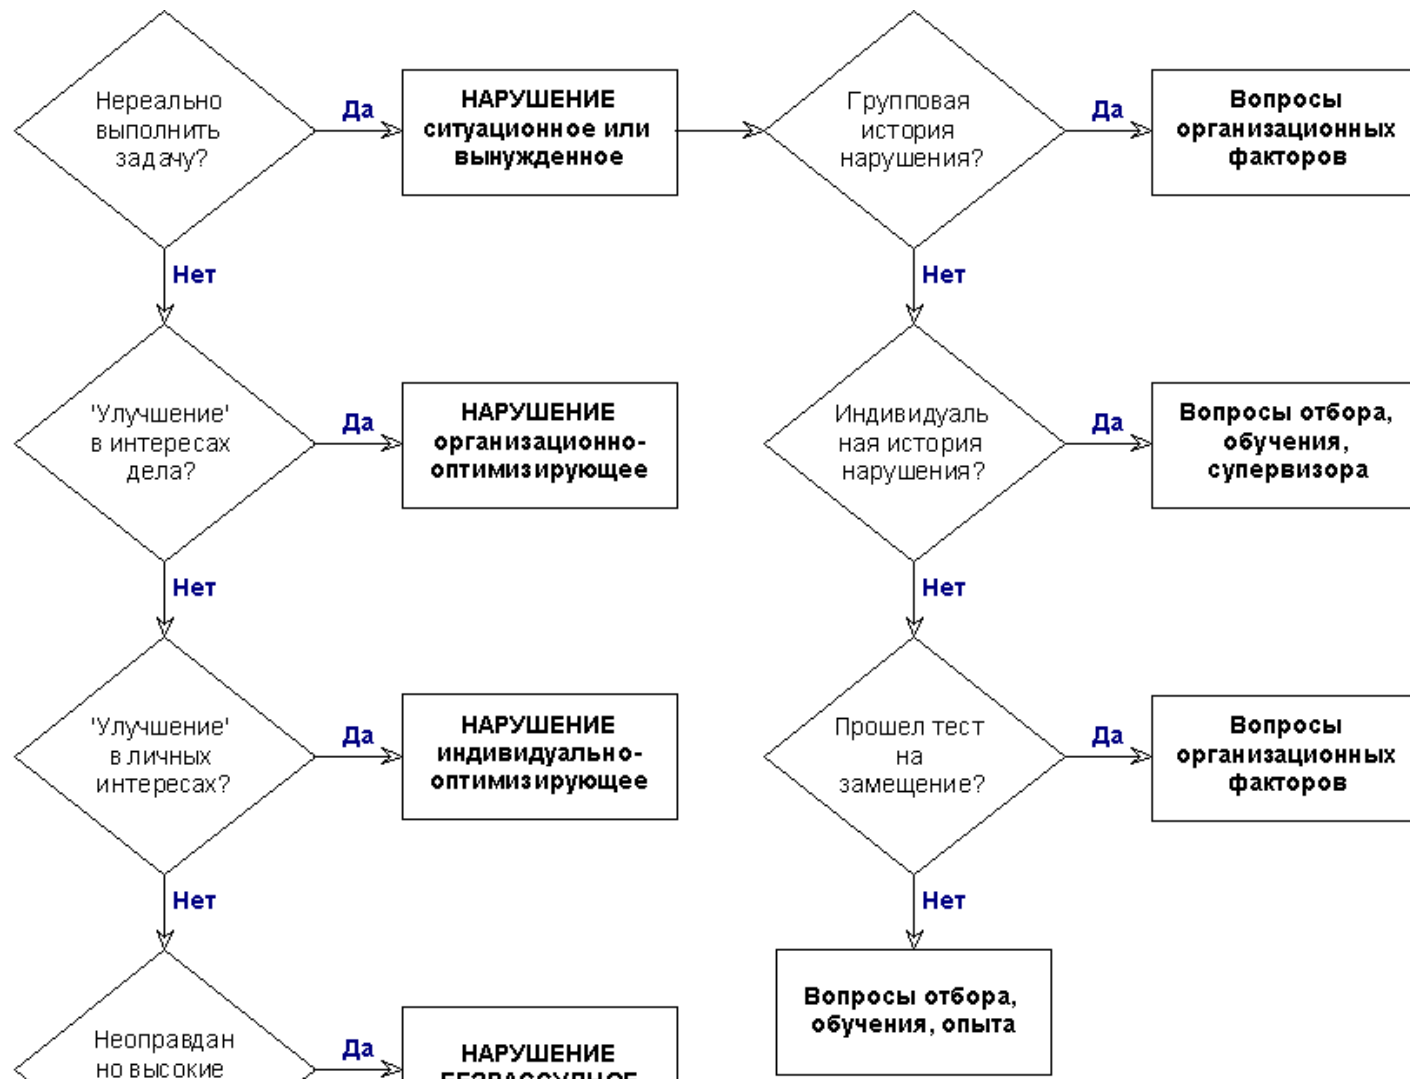 Нереально
выполнить
задачу?
Да
НАРУШЕНИЕ
ситуационное или
вынужденное
Групповая
история
нарушения?
Да
Вопросы
организационных
факторов
Нет
Нет
'Улучшение'
в интересах
дела?
Да
НАРУШЕНИЕ
организационно-
оптимизирующее
Индивидуаль
ная история
нарушения?
Да
Вопросы отбора,
обучения,
супервизора
Нет
Нет
'Улучшение'
в личных
интересах?
Да
НАРУШЕНИЕ
индивидуально-
оптимизирующее
Прошел тест
на
замещение?
Да
Вопросы
организационных
факторов
Нет
Нет
Неоправдан
но высокие
Да
НАРУШЕНИЕ
БЕЗРАССУДНОЕ
Вопросы отбора,
обучения, опыта